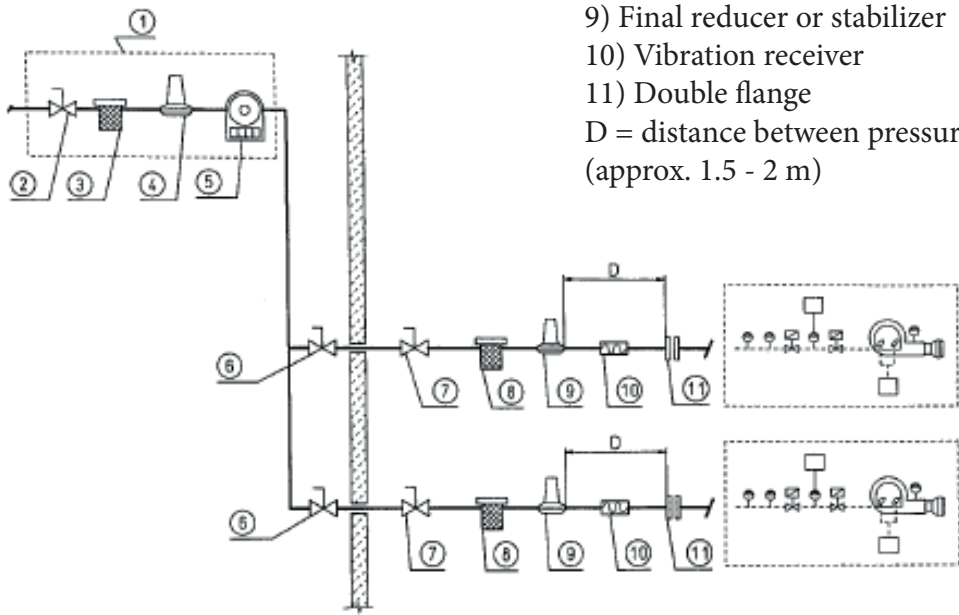 9) Final reducer or stabilizer
10) Vibration receiver
11) Double flange
D = distance between pressur
(approx. 1.5 - 2 m)
1
2
3
4
5
D
6
7
8
9
10
11
D
6
7
8
9
10
11